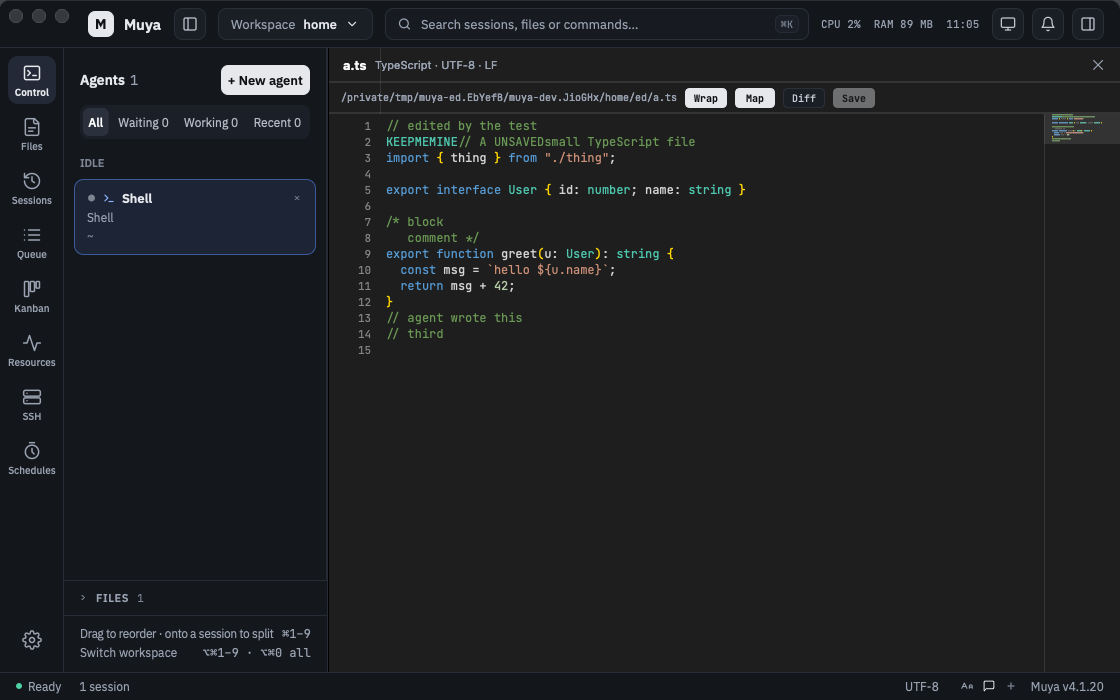 M Muya
Workspace home
Search sessions, files or commands...
⌘K
CPU 2% RAM 89 MB 11:05
Control
Files
Sessions
Queue
Kanban
Resources
SSH
Schedules
Agents 1
+ New agent
All Waiting 0 Working 0 Recent 0
IDLE
Shell ×
Shell
~
> FILES 1
Drag to reorder · onto a session to split ⌘1–9
Switch workspace ⌥⌘1–9 · ⌥⌘0 all
a.ts TypeScript · UTF-8 · LF
/private/tmp/muya-ed.EbYefB/muya-dev.JioGHx/home/ed/a.ts Wrap Map Diff Save
1 // edited by the test
2 KEEPMEMINE// A UNSAVEDsmall TypeScript file
3 import { thing } from "./thing";
4
5 export interface User { id: number; name: string }
6
7 /* block
8 comment */
9 export function greet(u: User): string {
10 const msg = `hello ${u.name}`;
11 return msg + 42;
12 }
13 // agent wrote this
14 // third
15
Ready 1 session
UTF-8 AA + Muya v4.1.20